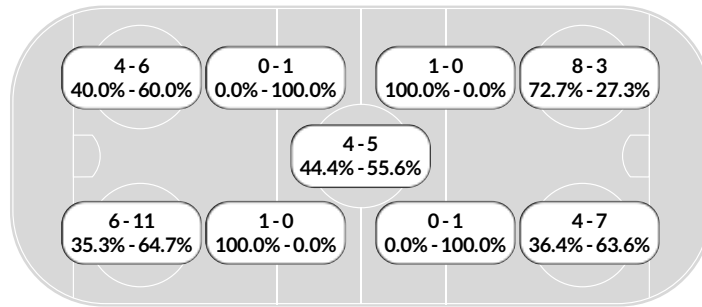 4 - 6
40.0% - 60.0%
0 - 1
0.0% - 100.0%
1 - 0
100.0% - 0.0%
8 - 3
72.7% - 27.3%
4 - 5
44.4% - 55.6%
6 - 11
35.3% - 64.7%
1 - 0
100.0% - 0.0%
0 - 1
0.0% - 100.0%
4 - 7
36.4% - 63.6%